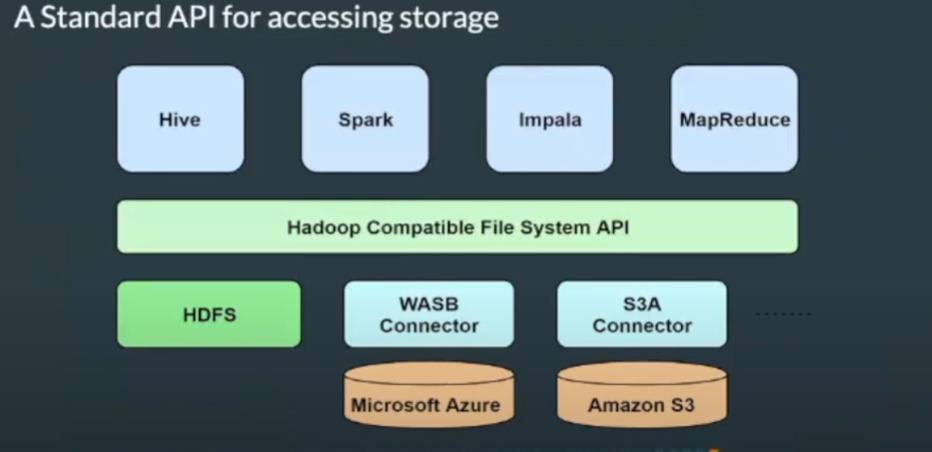 A Standard API for accessing storage
Hive
Spark
Impala
MapReduce
Hadoop Compatible File System API
HDFS
WASB
Connector
S3A
Connector
Microsoft Azure
Amazon S3